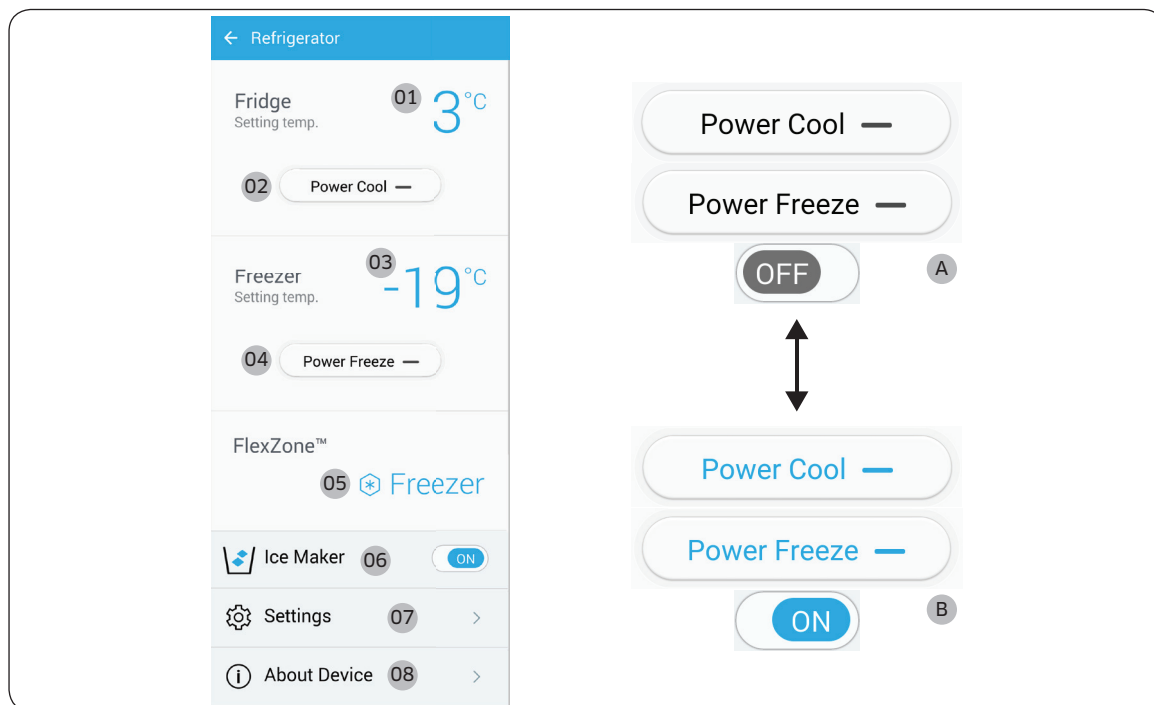 ← Refrigerator
Fridge
Setting temp.
01
3°C
02
Power Cool —
Freezer
Setting temp.
03
-19°C
04
Power Freeze —
FlexZone™
05
Freezer
Ice Maker
06
ON
Settings
07
>
About Device
08
>
Power Cool —
Power Freeze —
OFF
A
Power Cool —
Power Freeze —
ON
B